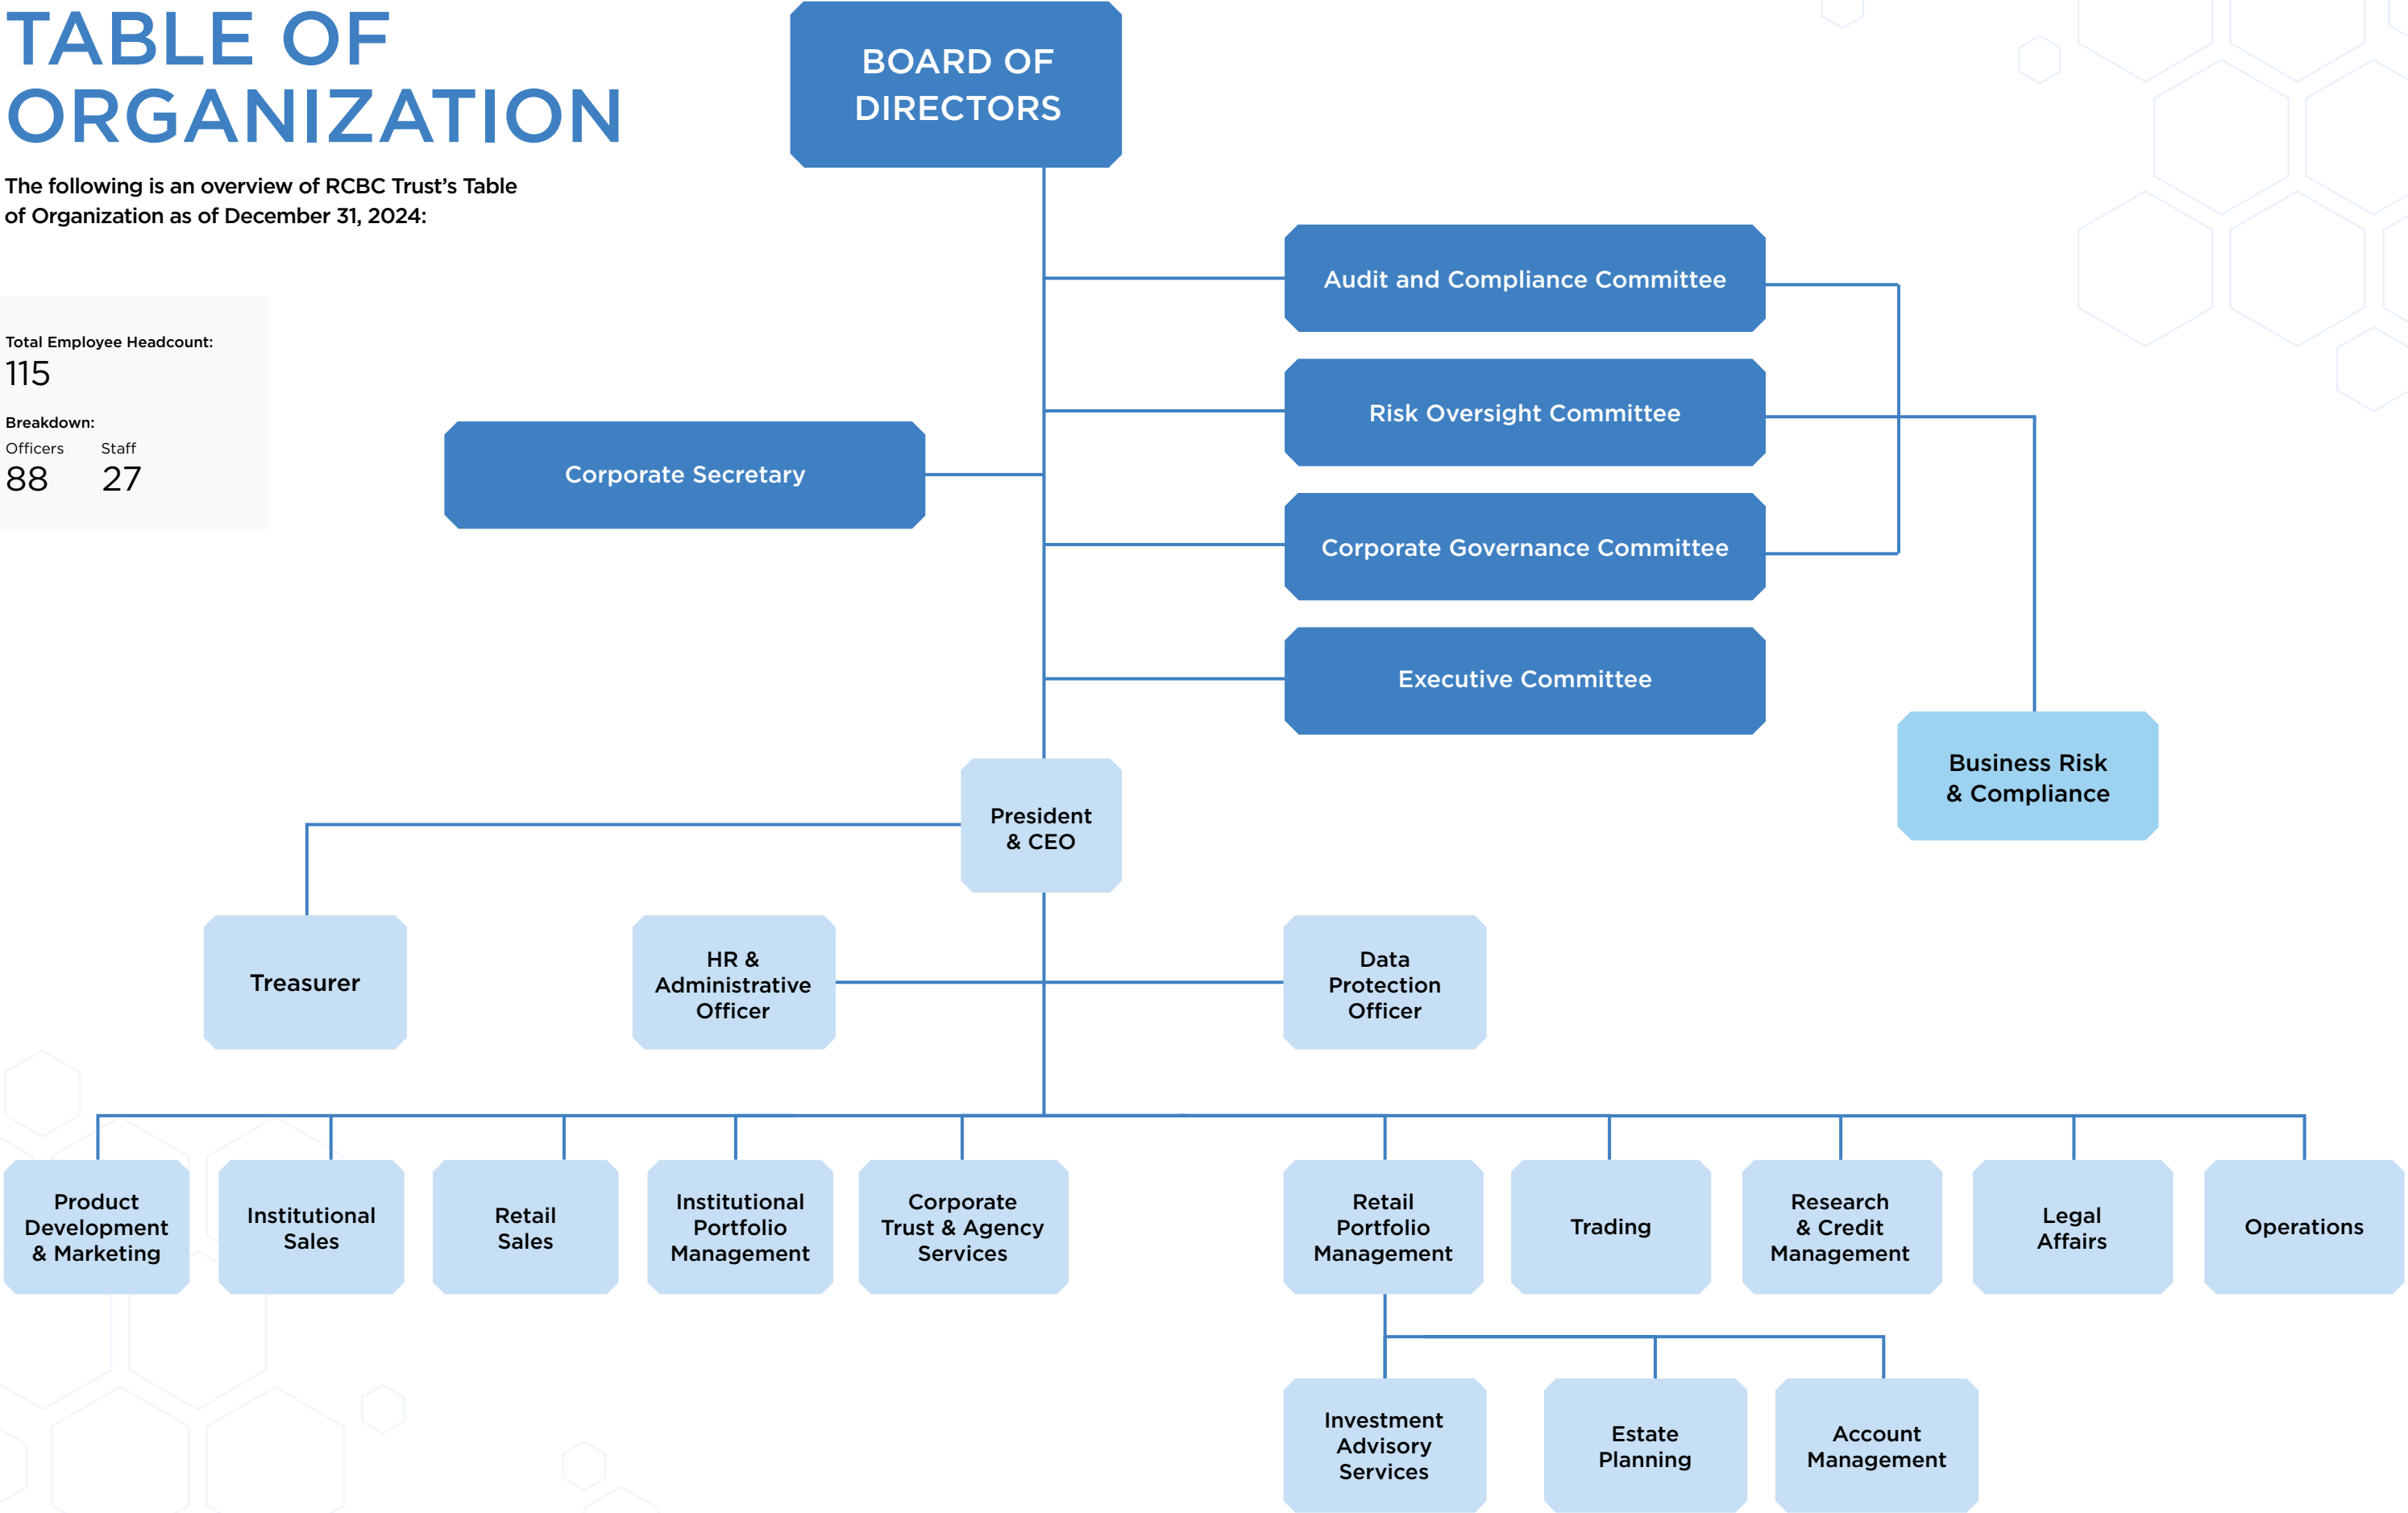 TABLE OF
ORGANIZATION
The following is an overview of RCBC Trust’s Table
of Organization as of December 31, 2024:
Total Employee Headcount:
115
Breakdown:
Officers Staff
88 27
BOARD OF
DIRECTORS
Audit and Compliance Committee
Risk Oversight Committee
Corporate Secretary
Corporate Governance Committee
Executive Committee
Business Risk
& Compliance
President
& CEO
Treasurer
HR &
Administrative
Officer
Data
Protection
Officer
Product
Development
& Marketing
Institutional
Sales
Retail
Sales
Institutional
Portfolio
Management
Corporate
Trust & Agency
Services
Retail
Portfolio
Management
Trading
Research
& Credit
Management
Legal
Affairs
Operations
Investment
Advisory
Services
Estate
Planning
Account
Management